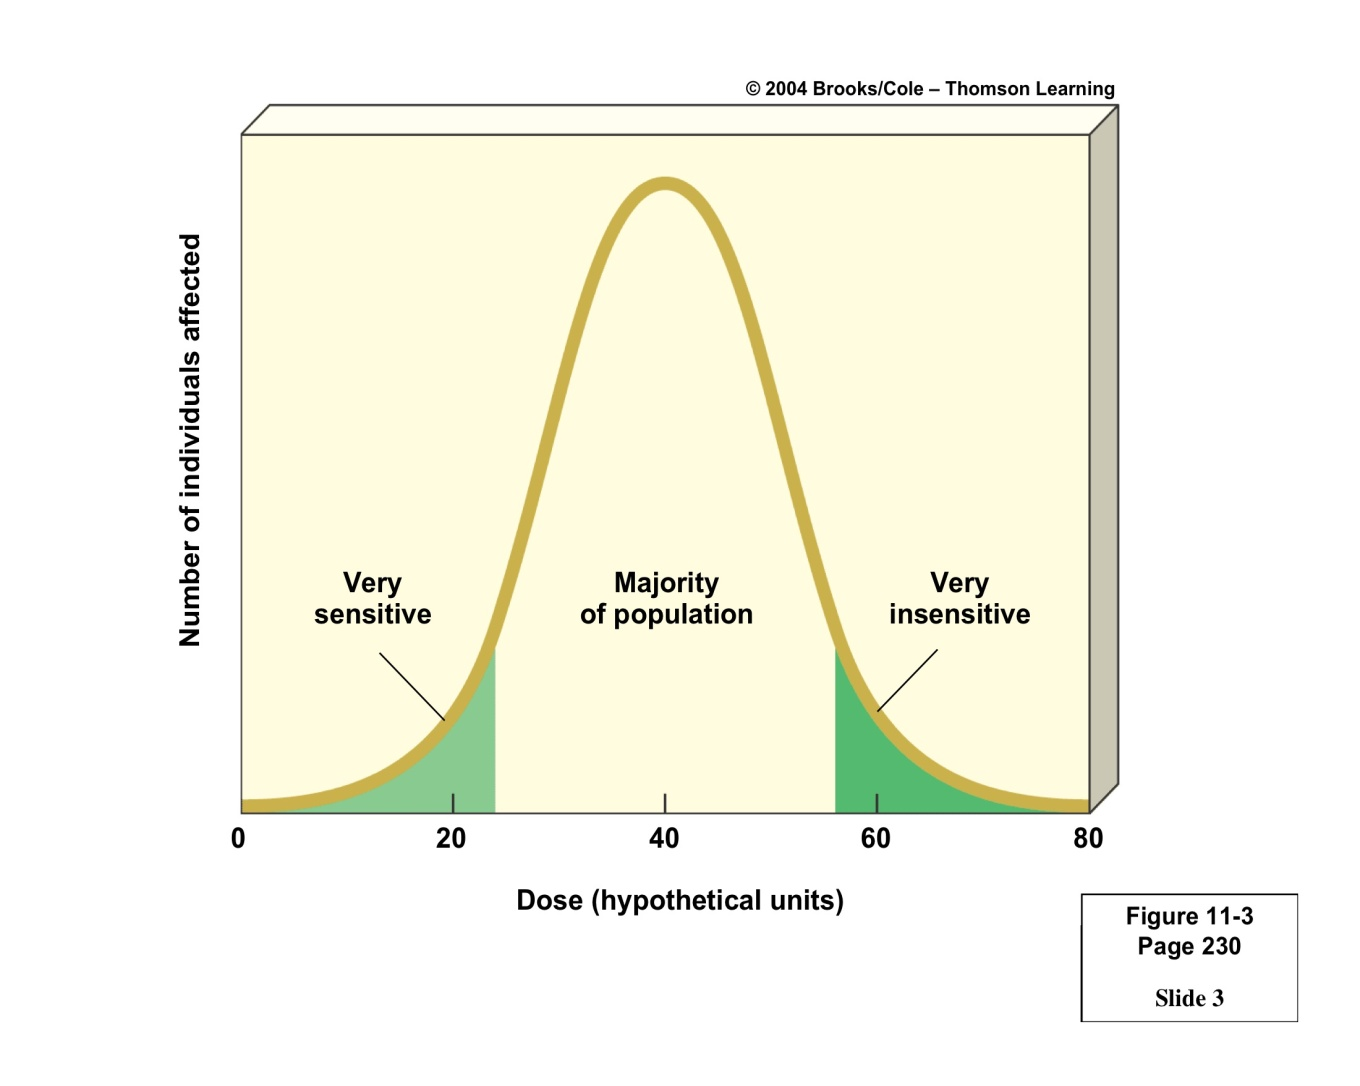 © 2004 Brooks/Cole – Thomson Learning
Number of individuals affected
Very
sensitive
Majority
of population
Very
insensitive
0
20
40
60
80
Dose (hypothetical units)
Figure 11-3
Page 230
Slide 3